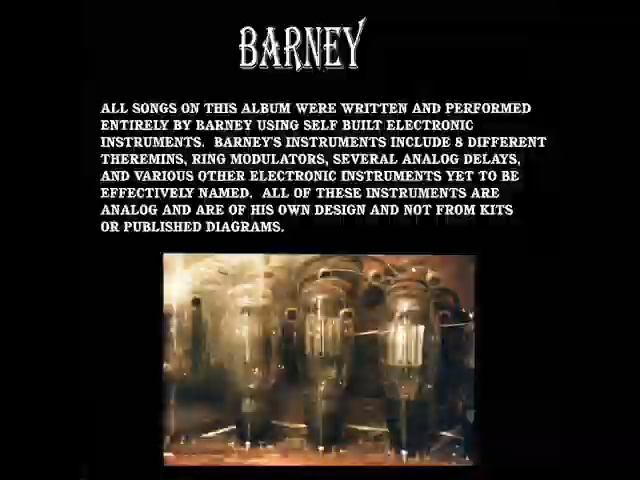 BARNEY
ALL SONGS ON THIS ALBUM WERE WRITTEN AND PERFORMED
ENTIRELY BY BARNEY USING SELF BUILT ELECTRONIC
INSTRUMENTS. BARNEY'S INSTRUMENTS INCLUDE 8 DIFFERENT
THEREMINS, RING MODULATORS, SEVERAL ANALOG DELAYS,
AND VARIOUS OTHER ELECTRONIC INSTRUMENTS YET TO BE
EFFECTIVELY NAMED. ALL OF THESE INSTRUMENTS ARE
ANALOG AND ARE OF HIS OWN DESIGN AND NOT FROM KITS
OR PUBLISHED DIAGRAMS.